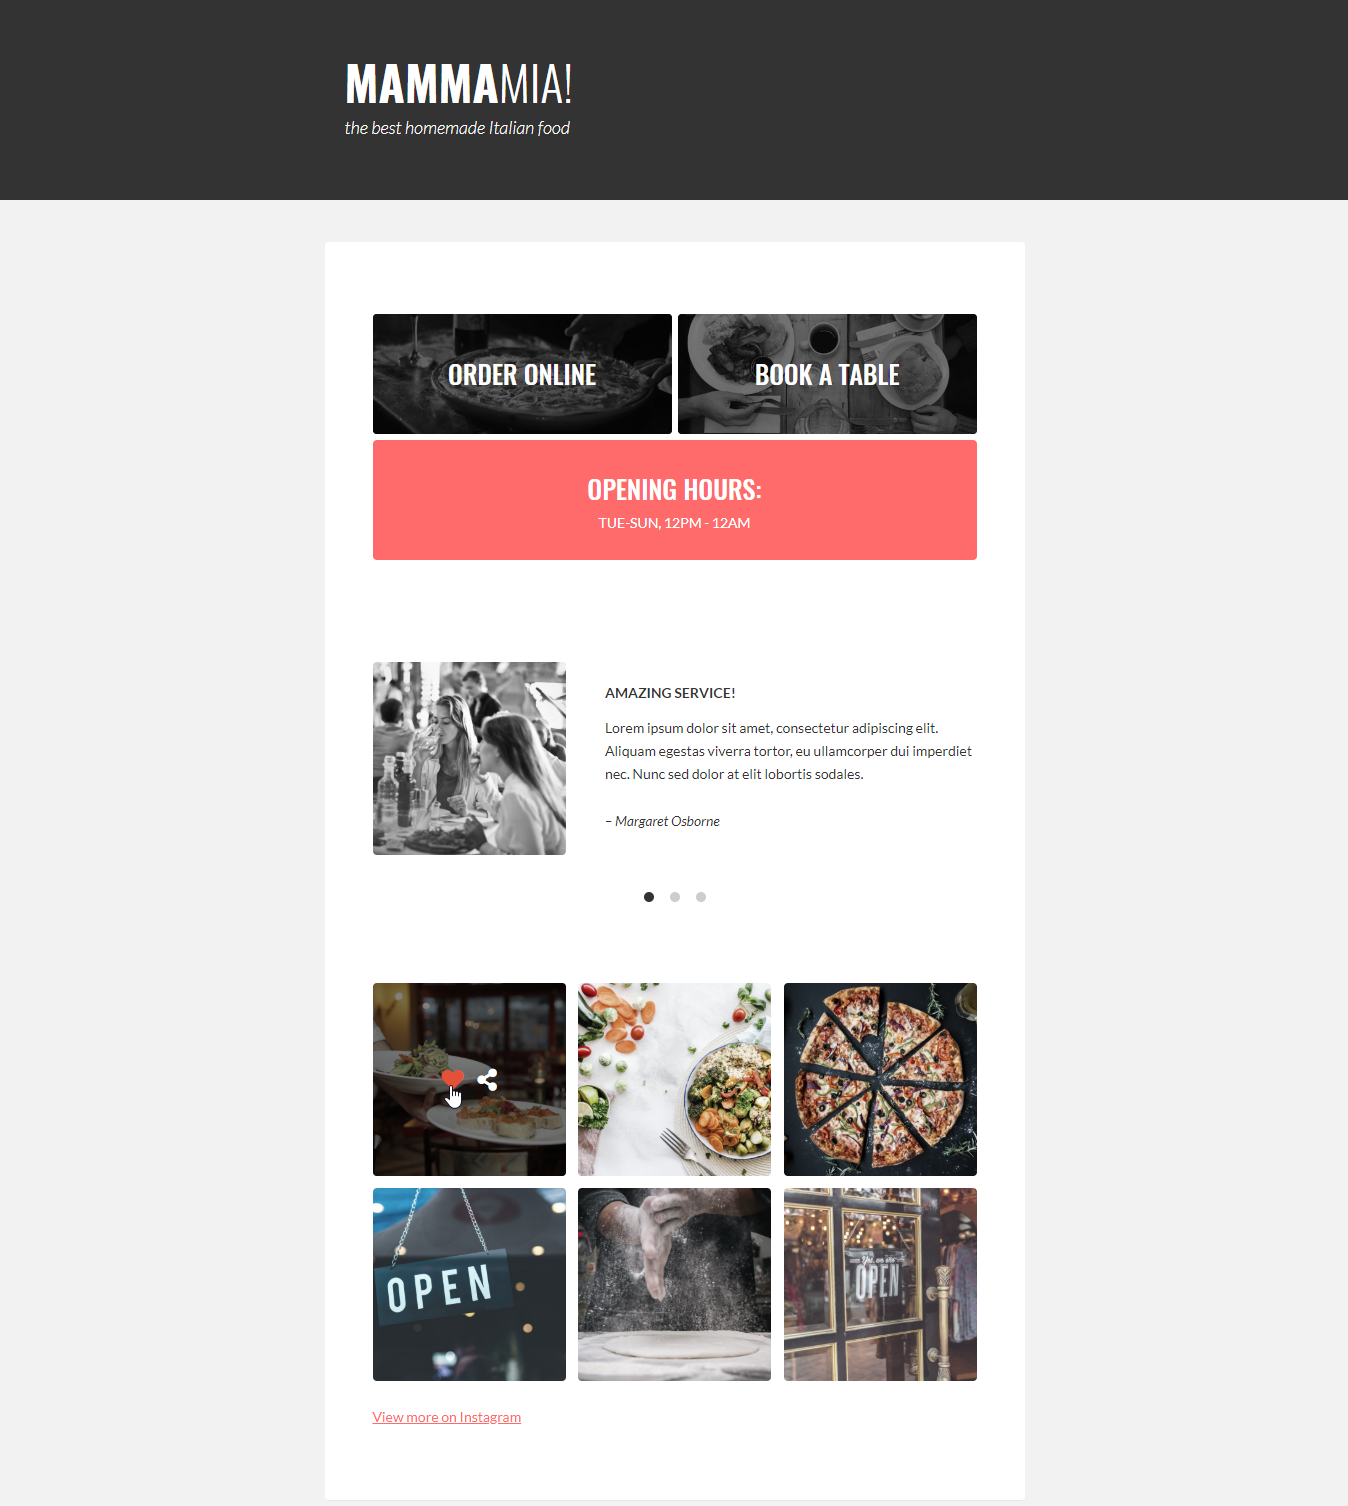 MAMMAMIA!
the best homemade Italian food
ORDER ONLINE
BOOK A TABLE
OPENING HOURS:
TUE-SUN, 12PM - 12AM
AMAZING SERVICE!
Lorem ipsum dolor sit amet, consectetur adipiscing elit.
Aliquam egestas viverra tortor, eu ullamcorper dui imperdiet
nec. Nunc sed dolor at elit lobortis sodales.
– Margaret Osborne
OPEN
Yes, we are
OPEN
View more on Instagram